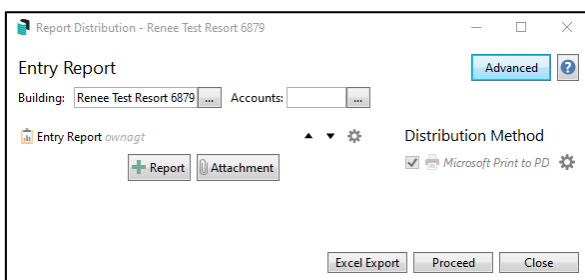 Report Distribution - Renee Test Resort 6879
Entry Report
Advanced
?
Building: Renee Test Resort 6879 ... Accounts: ...
Entry Report ownagt
Distribution Method
Report Attachment
Microsoft Print to PD
Excel Export Proceed Close